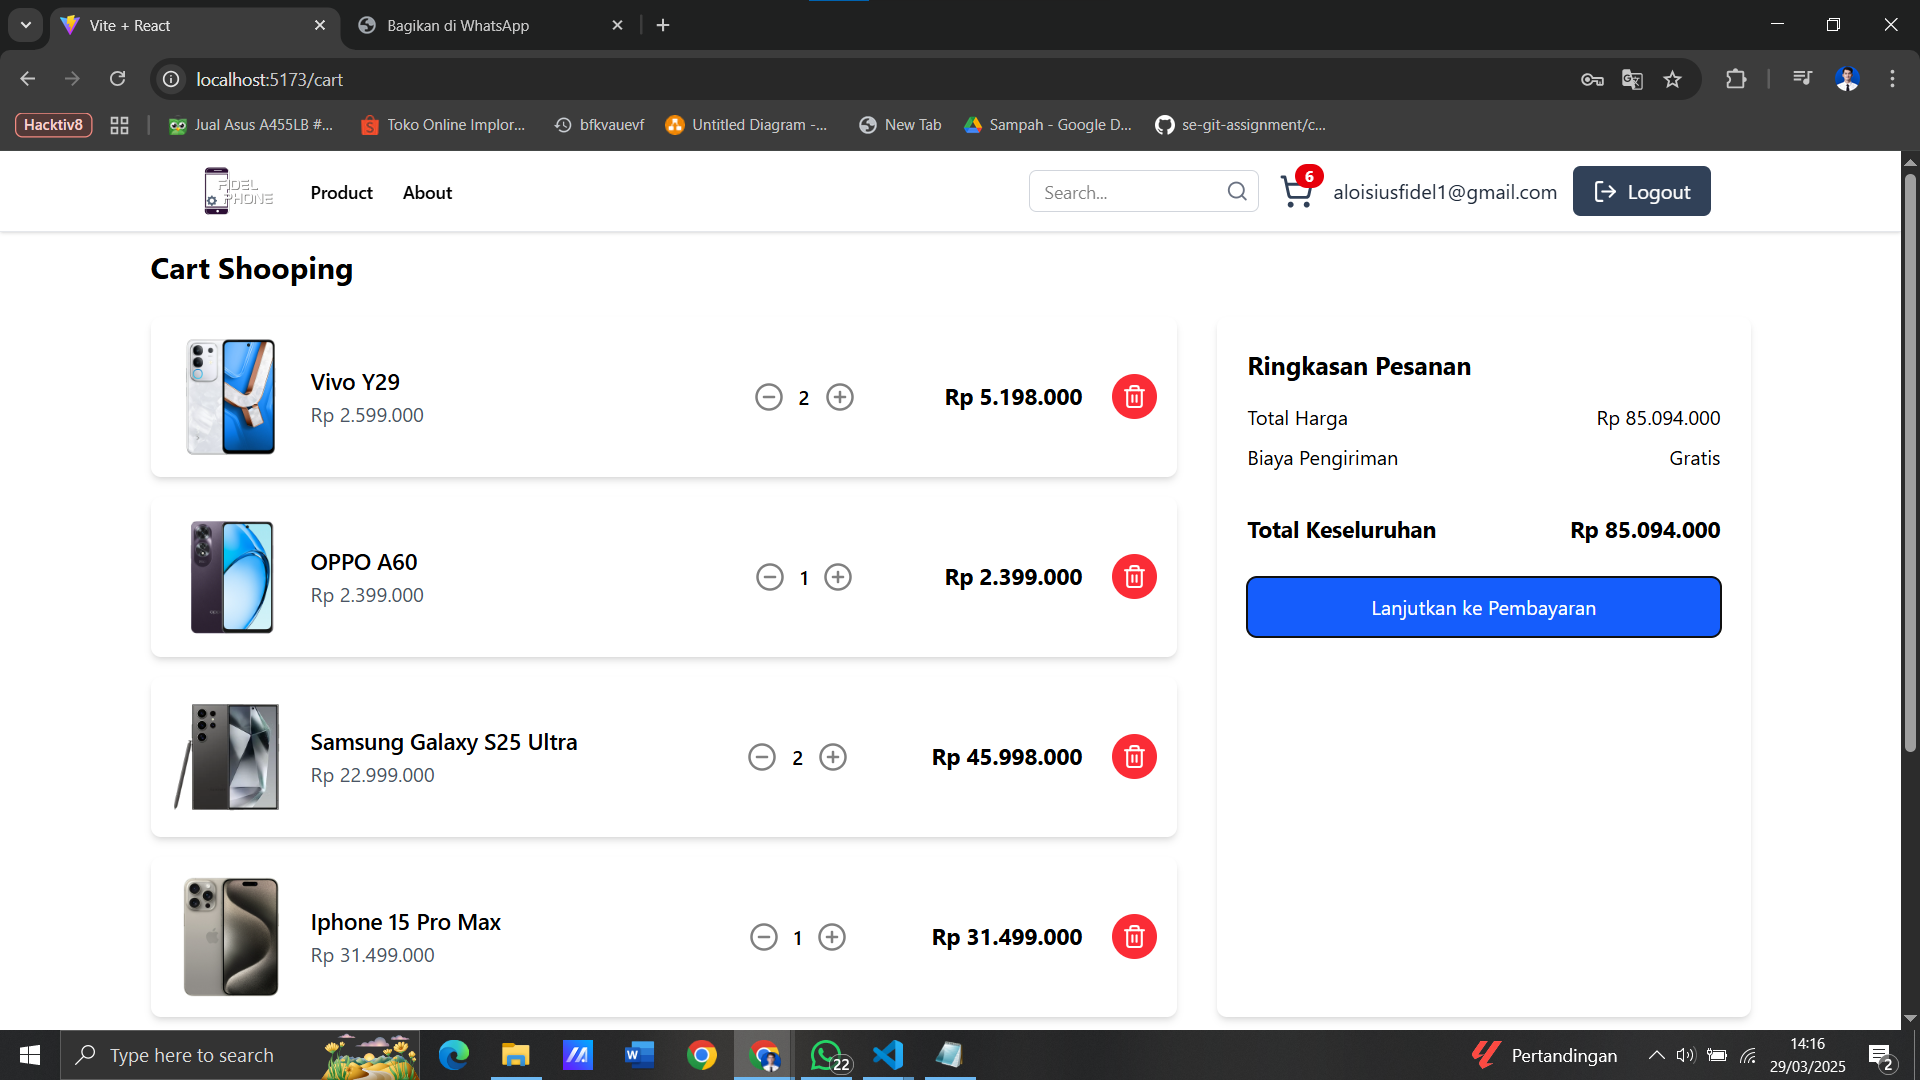 Vite + React
Bagikan di WhatsApp
localhost:5173/cart
Hacktiv8
Jual Asus A455LB #...
Toko Online Implor...
bfkvauevf
Untitled Diagram -...
New Tab
Sampah - Google D...
se-git-assignment/c...
FIDEL
PHONE
Product
About
Search...
6
aloisiusfidel1@gmail.com
Logout
Cart Shooping
Vivo Y29
Rp 2.599.000
2
Rp 5.198.000
OPPO A60
Rp 2.399.000
1
Rp 2.399.000
Samsung Galaxy S25 Ultra
Rp 22.999.000
2
Rp 45.998.000
Iphone 15 Pro Max
Rp 31.499.000
1
Rp 31.499.000
Ringkasan Pesanan
Total Harga Rp 85.094.000
Biaya Pengiriman Gratis
Total Keseluruhan Rp 85.094.000
Lanjutkan ke Pembayaran
Type here to search
22
Pertandingan
14:16
29/03/2025
2